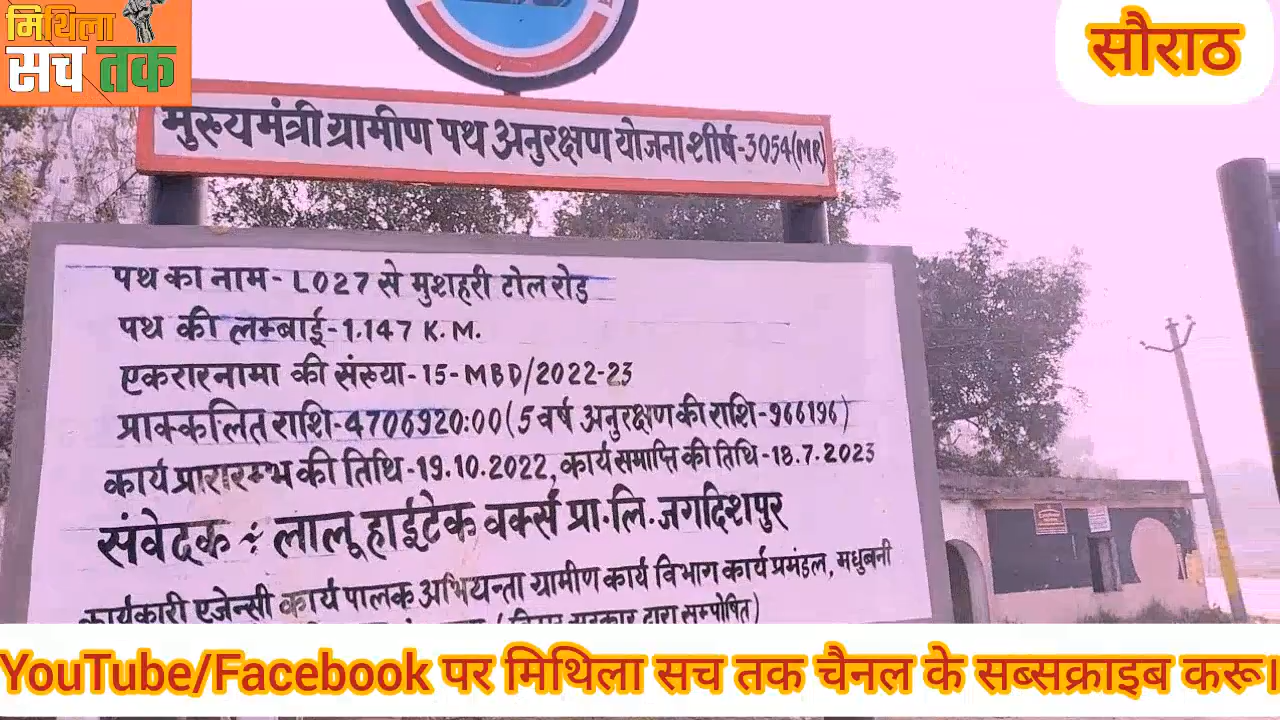 मिथिला
सच तक
सौराठ
मुख्यमंत्री ग्रामीण पथ अनुरक्षण योजना शीर्ष-3054(MR)
पथ का नाम- L027 से मुशहरी टोल रोड
पथ की लम्बाई-1.147 K.M.
एकरारनामा की संख्या-15-MBD/2022-23
प्राक्कलित राशि-4706920:00(5 वर्ष अनुरक्षण की राशि-966196)
कार्य प्रारारम्भ की तिथि-19.10.2022, कार्य समाप्ति की तिथि-18.7.2023
संवेदक ÷ लालू हाईटेक वर्क्स प्रा.लि. जगदिशपुर
कार्यकारी एजेन्सी कार्य पालक अभियन्ता ग्रामीण कार्य विभाग कार्य प्रमंडल, मधुबनी
(बिहार सरकार द्वारा सम्पोषित)
YouTube/Facebook पर मिथिला सच तक चैनल के सब्सक्राइब करू।